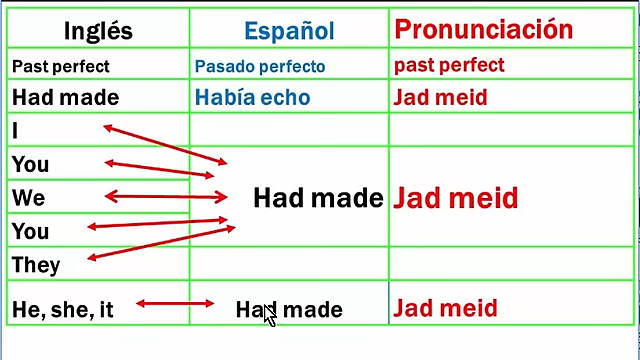 Inglés Español Pronunciación
Past perfect Pasado perfecto past perfect
Had made Había echo Jad meid
I
You
We Had made Jad meid
You
They
He, she, it Had made Jad meid